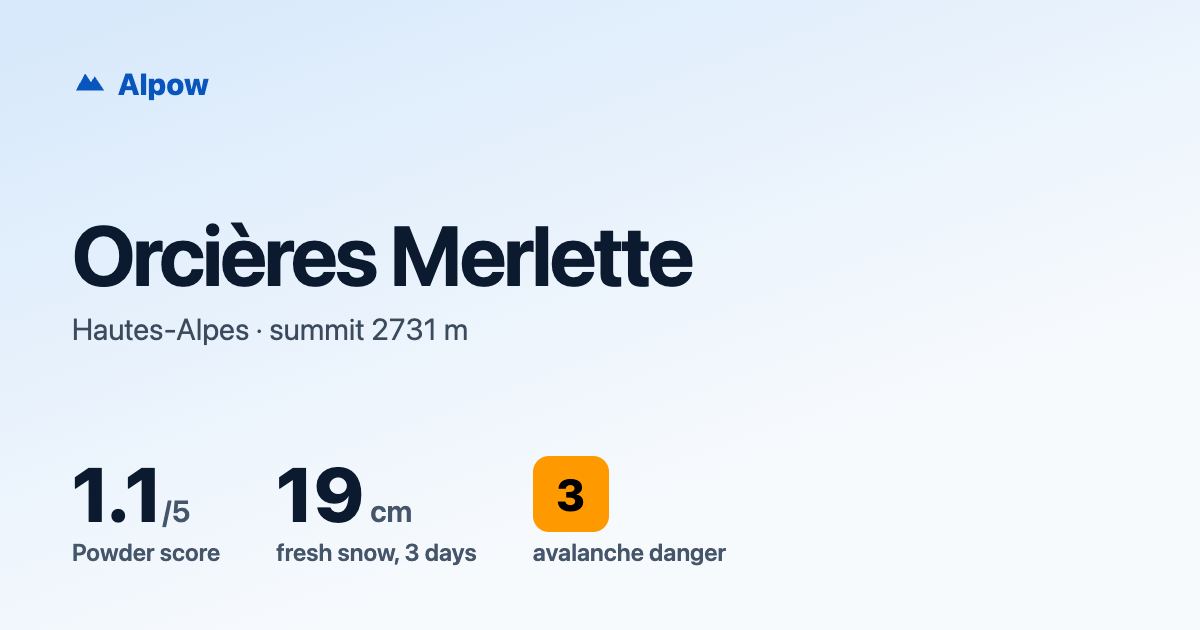 Alpow
Orcières Merlette
Hautes-Alpes · summit 2731 m
1.1/5
Powder score
19 cm
fresh snow, 3 days
3
avalanche danger